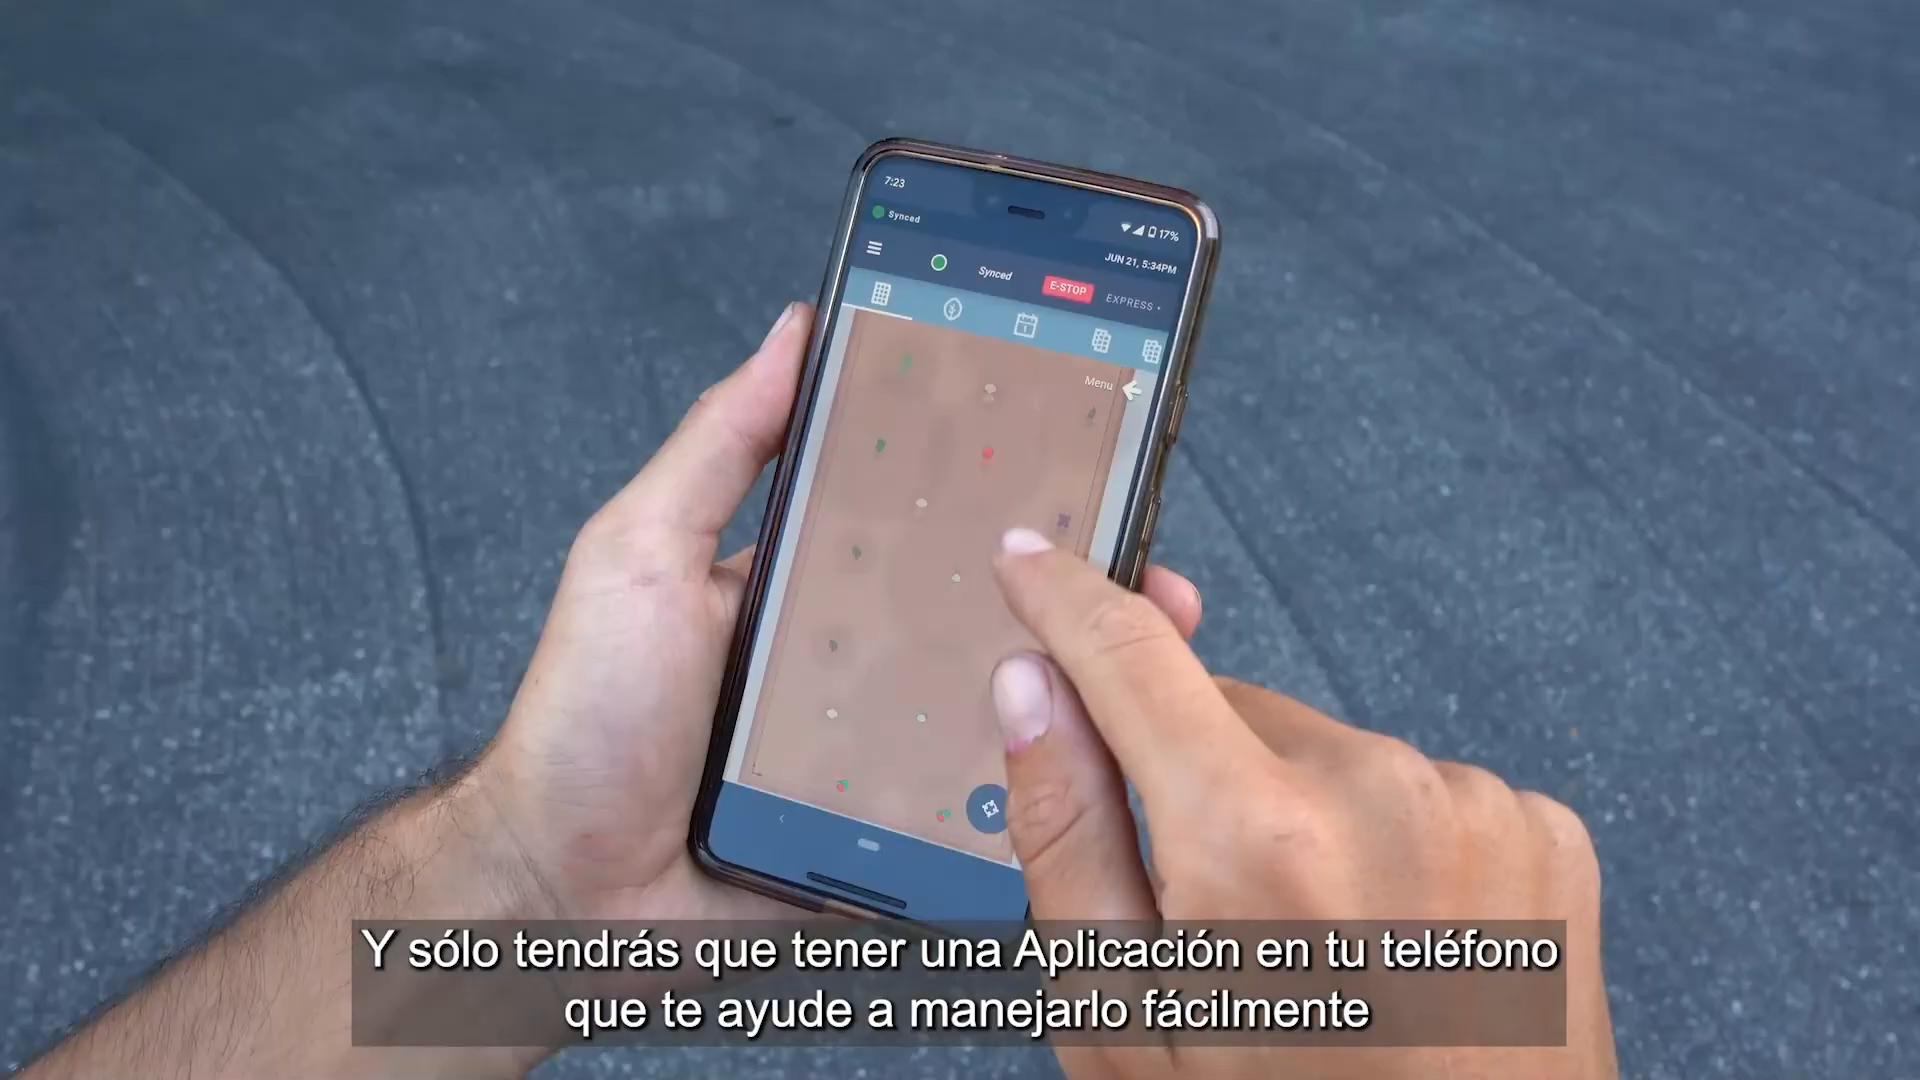 7:23
17%
Synced
JUN 21, 5:34PM
Synced
E-STOP
EXPRESS
Menu
Y sólo tendrás que tener una Aplicación en tu teléfono
que te ayude a manejarlo fácilmente